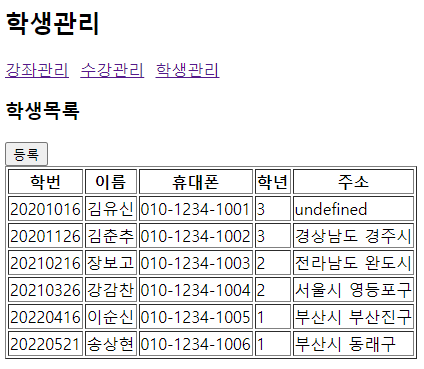 학생관리
강좌관리 수강관리 학생관리
학생목록
등록
학번 이름 휴대폰 학년 주소
20201016 김유신 010-1234-1001 3 undefined
20201126 김춘추 010-1234-1002 3 경상남도 경주시
20210216 장보고 010-1234-1003 2 전라남도 완도시
20210326 강감찬 010-1234-1004 2 서울시 영등포구
20220416 이순신 010-1234-1005 1 부산시 부산진구
20220521 송상현 010-1234-1006 1 부산시 동래구